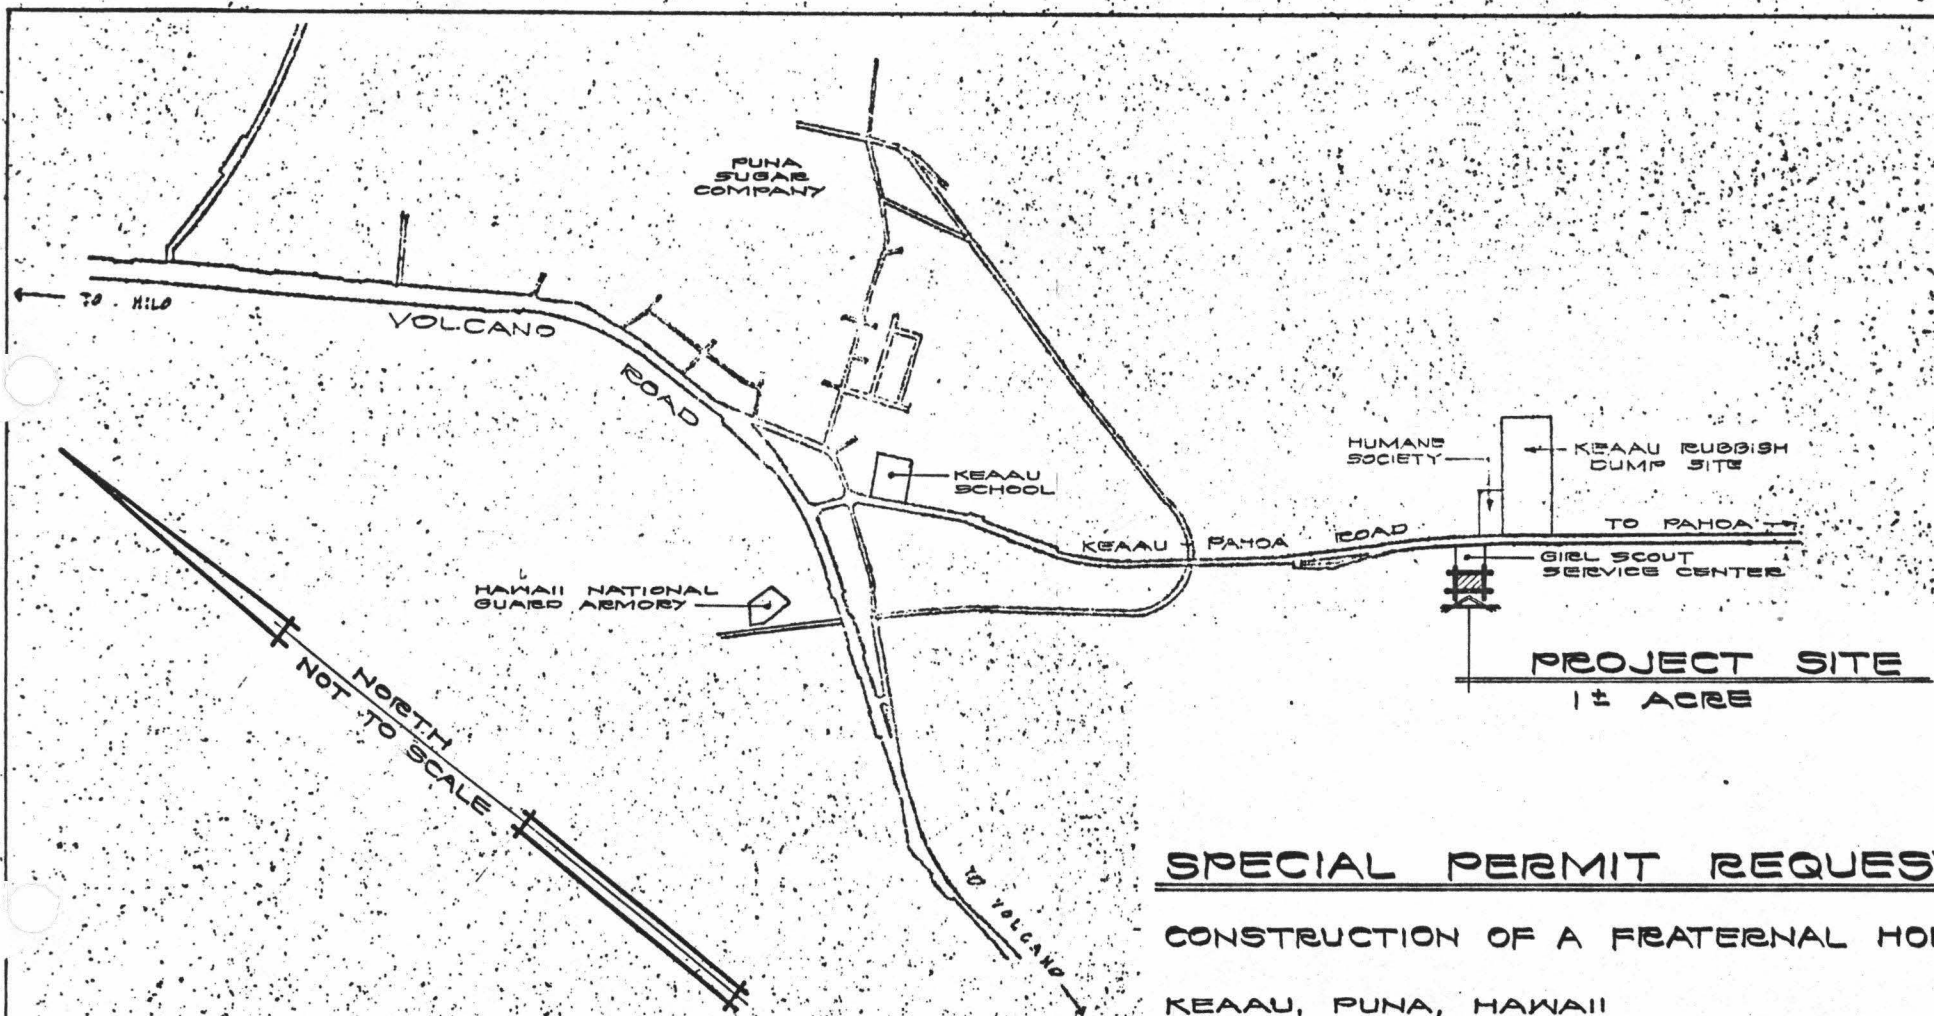 PUNA
SUGAR
COMPANY
TO HILO
VOLCANO
ROAD
KEAAU
SCHOOL
HUMANE
SOCIETY
KEAAU RUBBISH
DUMP SITE
KEAAU PAHOA ROAD
TO PAHOA
GIRL SCOUT
SERVICE CENTER
HAWAII NATIONAL
GUARD ARMORY
NORTH
NOT TO SCALE
PROJECT SITE
1± ACRE
TO VOLCANO
SPECIAL PERMIT REQUEST
CONSTRUCTION OF A FRATERNAL
KEAAU, PUNA, HAWAII